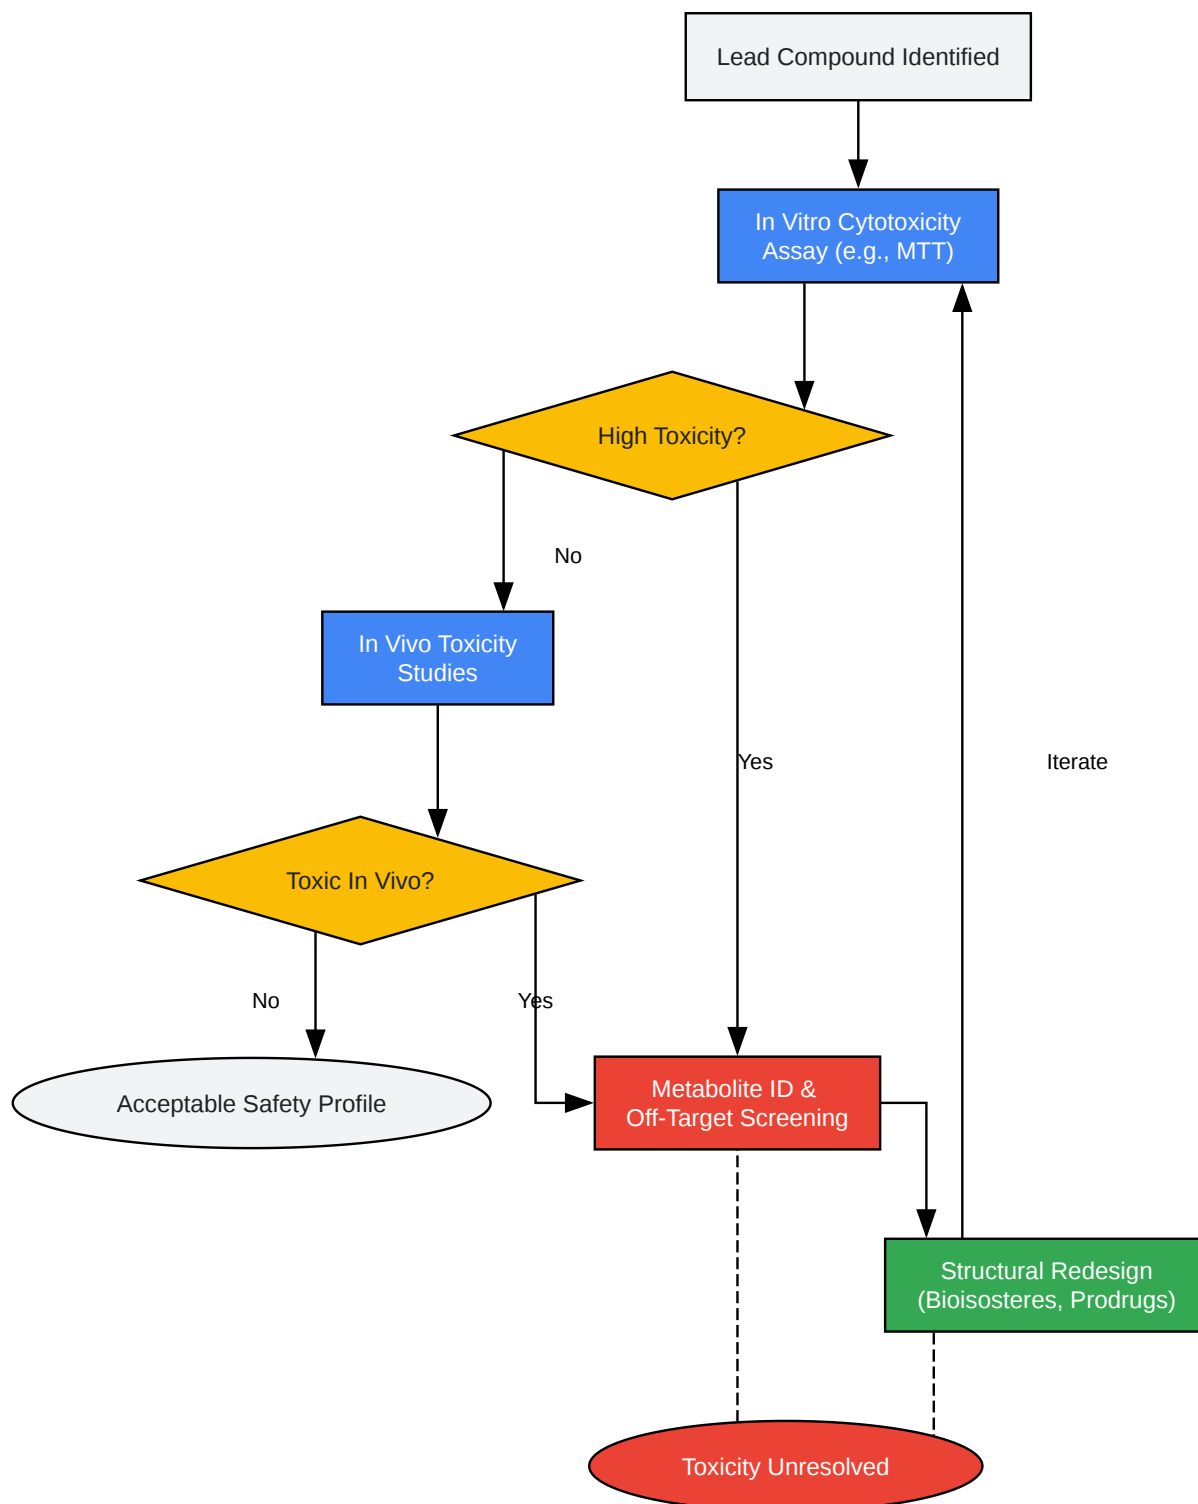 Lead Compound Identified
In Vitro Cytotoxicity
Assay (e.g., MTT)
High Toxicity?
No
In Vivo Toxicity
Studies
Yes
Iterate
Toxic In Vivo?
No
Yes
Acceptable Safety Profile
Metabolite ID &
Off-Target Screening
Structural Redesign
(Bioisosteres, Prodrugs)
Toxicity Unresolved